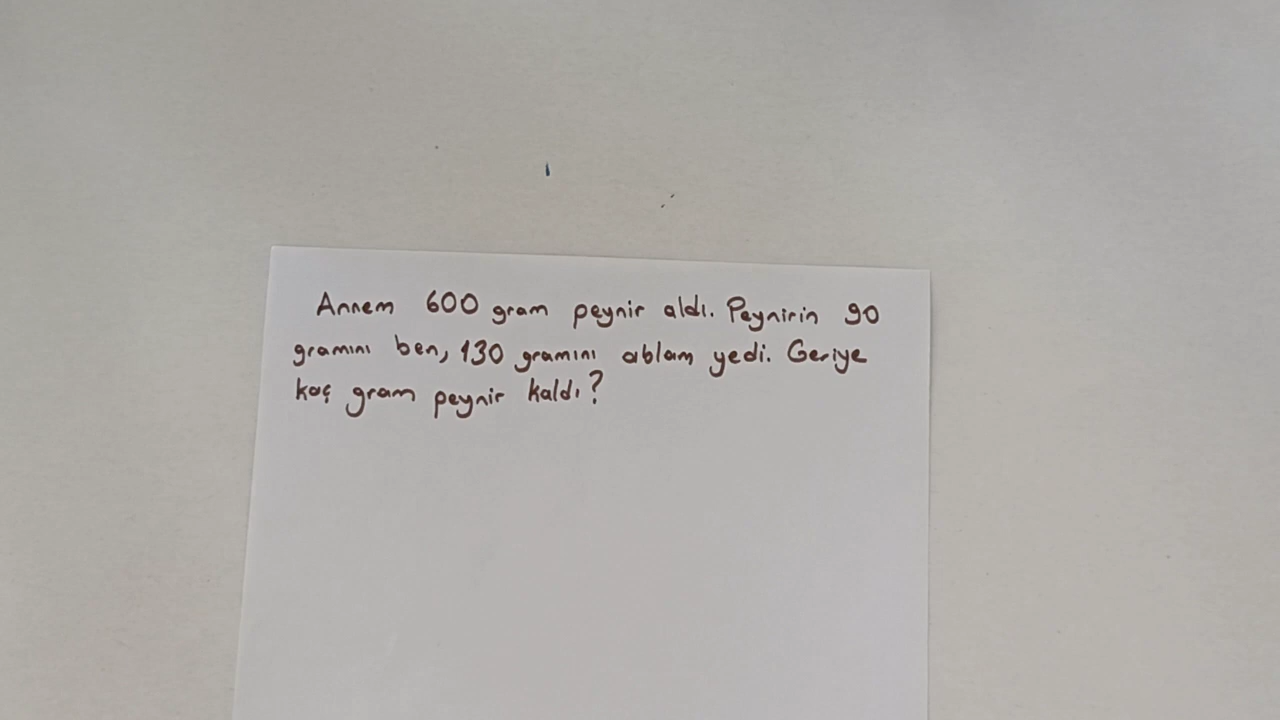 Annem 600 gram peynir aldı. Peynirin 90
gramını ben, 130 gramını ablam yedi. Geriye
kaç gram peynir kaldı?